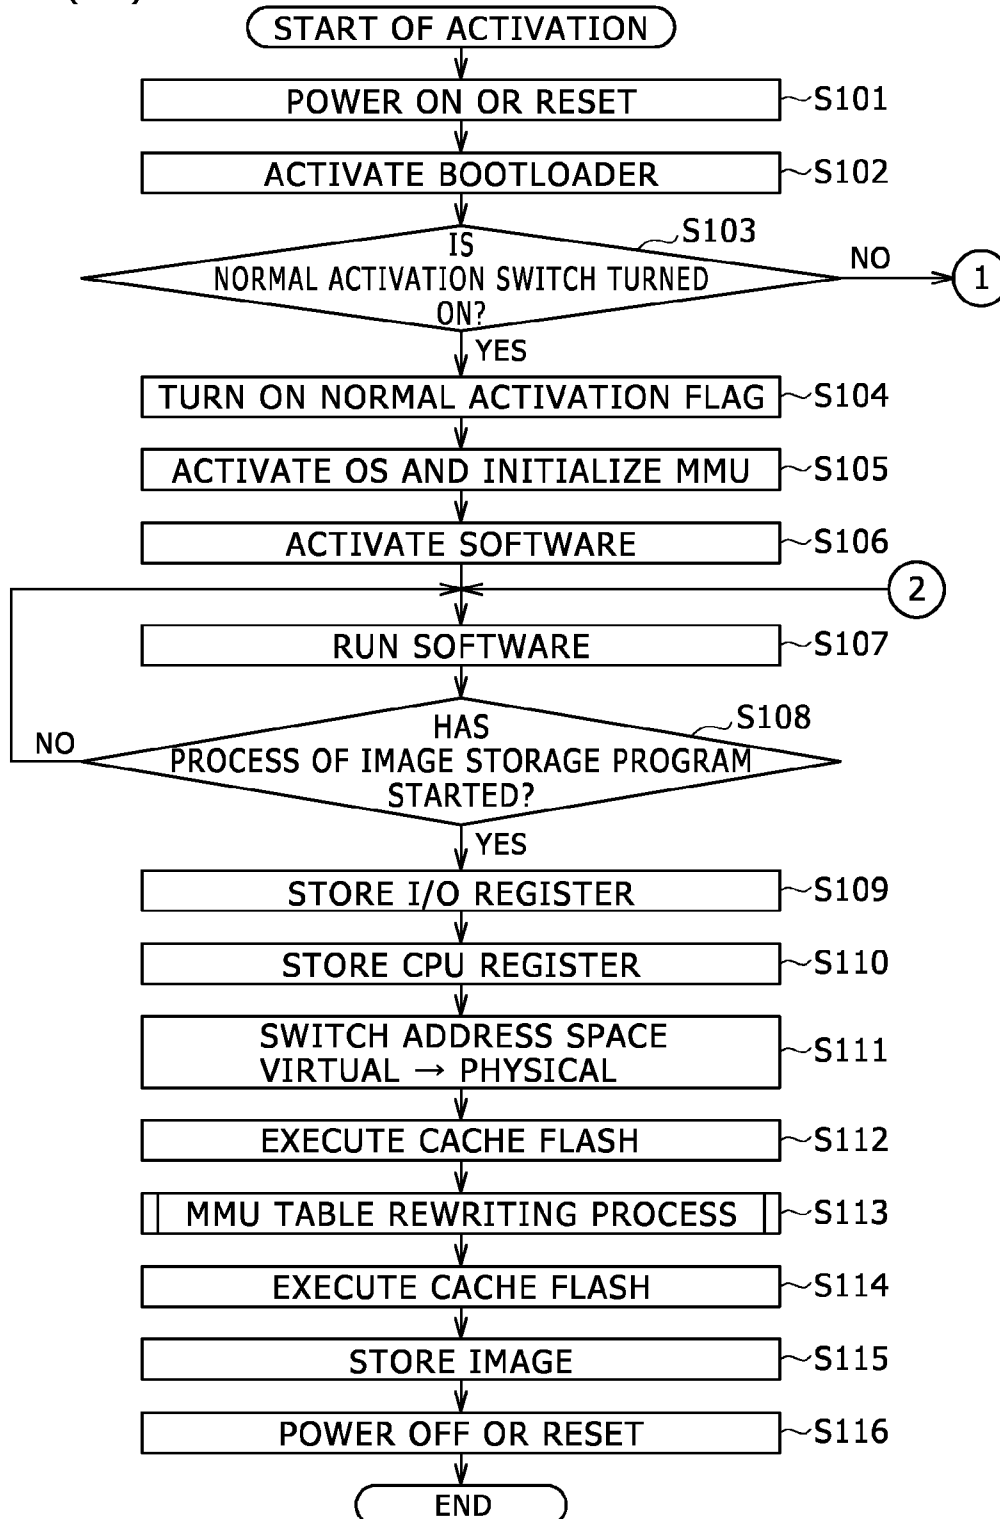 START OF ACTIVATION
POWER ON OR RESET
S101
ACTIVATE BOOTLOADER
S102
S103
IS
NORMAL ACTIVATION SWITCH TURNED
ON?
NO
1
YES
TURN ON NORMAL ACTIVATION FLAG
S104
ACTIVATE OS AND INITIALIZE MMU
S105
ACTIVATE SOFTWARE
S106
2
RUN SOFTWARE
S107
S108
HAS
PROCESS OF IMAGE STORAGE PROGRAM
STARTED?
NO
YES
STORE I/O REGISTER
S109
STORE CPU REGISTER
S110
SWITCH ADDRESS SPACE
VIRTUAL → PHYSICAL
S111
EXECUTE CACHE FLASH
S112
MMU TABLE REWRITING PROCESS
S113
EXECUTE CACHE FLASH
S114
STORE IMAGE
S115
POWER OFF OR RESET
S116
END